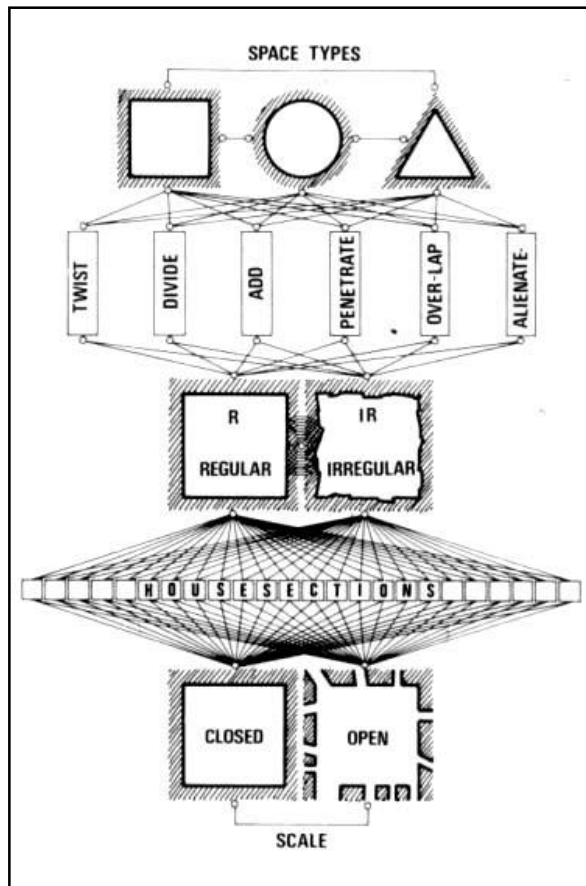 SPACE TYPES
TWIST
DIVIDE
ADD
PENETRATE
OVER-LAP
ALIENATE-
R
IR
REGULAR
IRREGULAR
HOUSESECTIONS
CLOSED
OPEN
SCALE